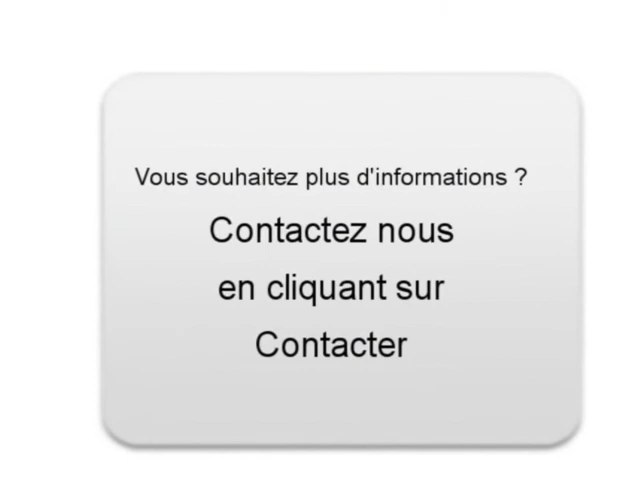 Vous souhaitez plus d'informations ?
Contactez nous
en cliquant sur
Contacter